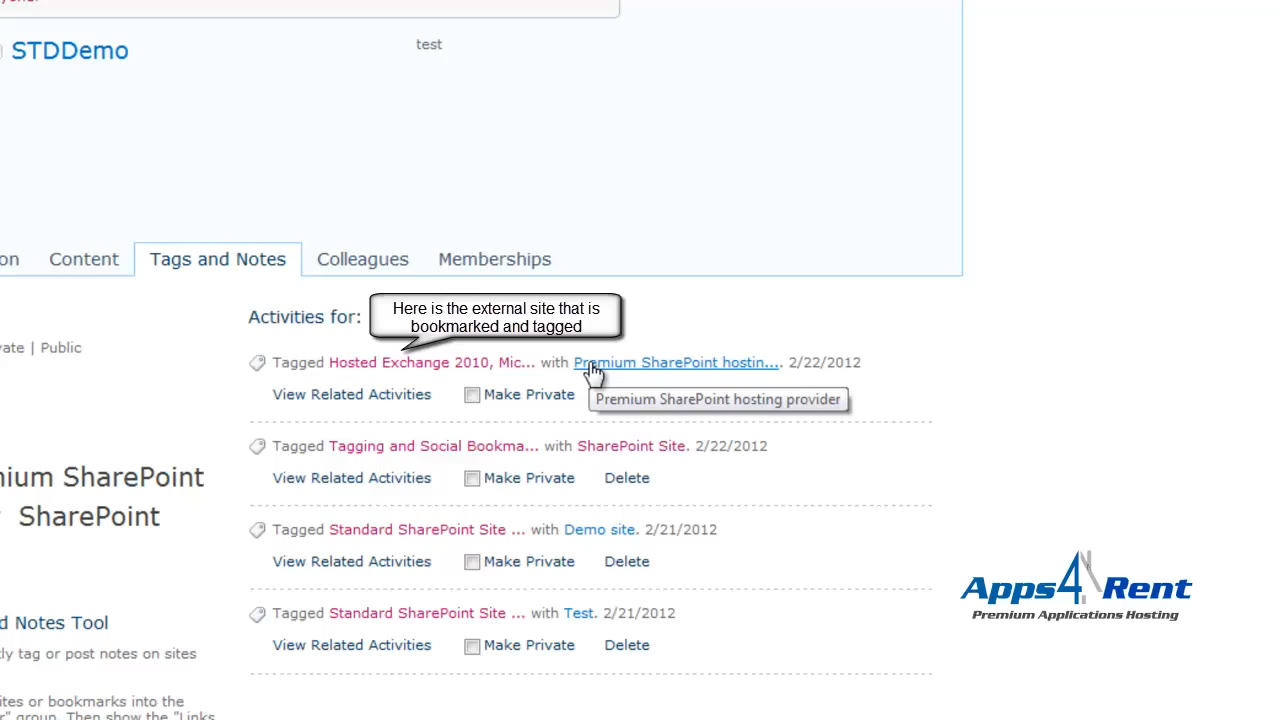 STDDemo
test
Content
Tags and Notes
Colleagues
Memberships
Here is the external site that is
bookmarked and tagged
Activities for:
| Public
Tagged Hosted Exchange 2010, Mic... with Premium SharePoint hostin.... 2/22/2012
View Related Activities Make Private
Premium SharePoint hosting provider
Tagged Tagging and Social Bookma... with SharePoint Site. 2/22/2012
View Related Activities Make Private Delete
SharePoint
SharePoint
Tagged Standard SharePoint Site ... with Demo site. 2/21/2012
View Related Activities Make Private Delete
Tagged Standard SharePoint Site ... with Test. 2/21/2012
View Related Activities Make Private Delete
Notes Tool
tag or post notes on sites
or bookmarks into the
group. Then show the "Links
Apps4Rent
Premium Applications Hosting